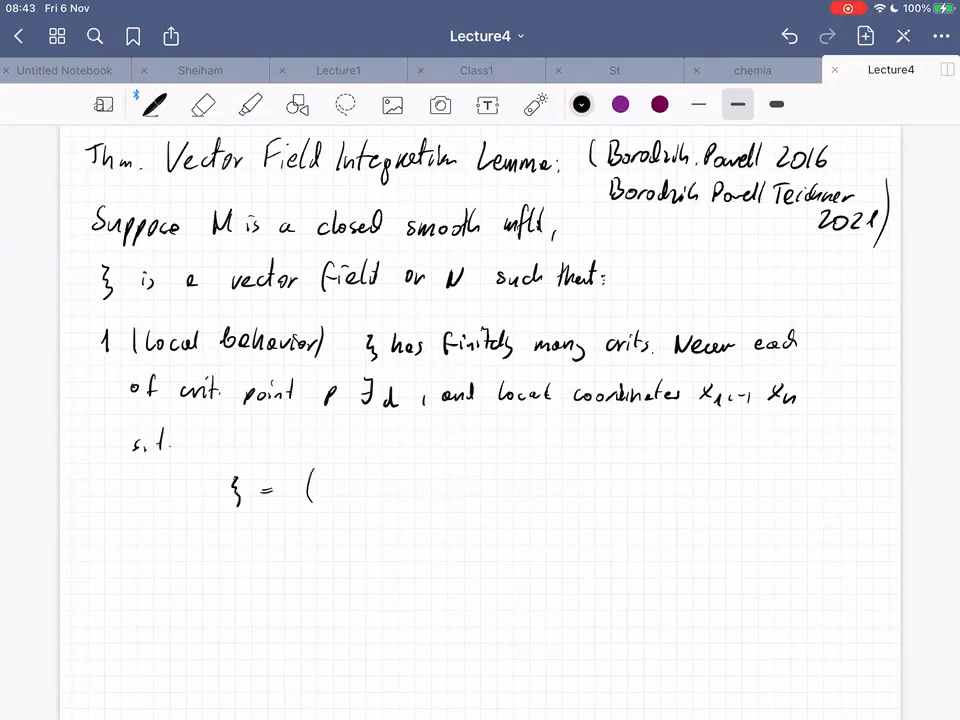 08:43 Fri 6 Nov 100%
Lecture4
Untitled Notebook Sheiham Lecture1 Class1 St chemia Lecture4
Thm. Vector Field Integration Lemma: (Borodzik, Powell 2016
Borodzik Powell Teichner
2021)
Suppose M is a closed smooth mfld,
ξ is a vector field on M such that:
1 (local behavior) ξ has finitely many crits. Near each
of crit. point p ∃ d, and local coordinates x₁,…, xₙ
s.t.
ξ = (